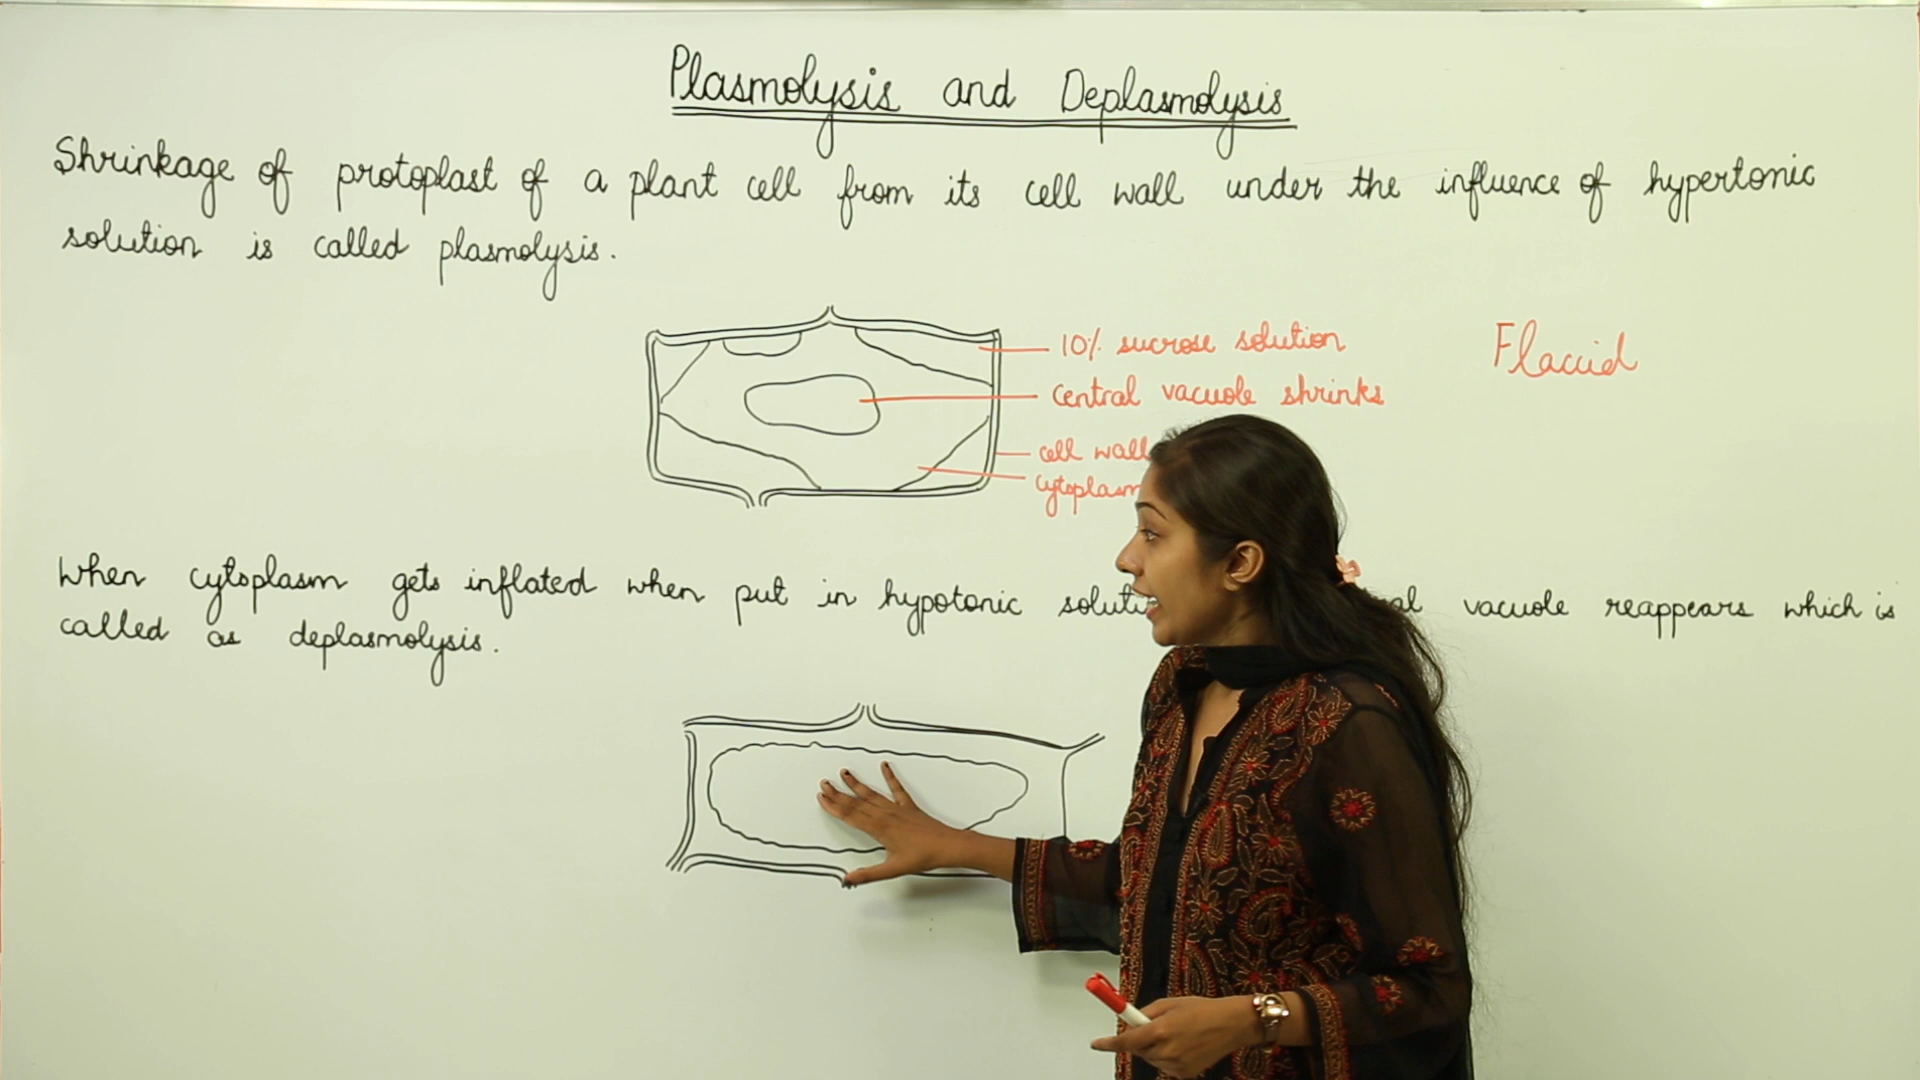 Plasmolysis and Deplasmolysis
Shrinkage of protoplast of a plant cell from its cell wall under the influence of hypertonic
solution is called plasmolysis.
10% sucrose solution
Central vacuole shrinks
Flaccid
cell wall
cytoplasm
When cytoplasm gets inflated when put in hypotonic vacuole reappears which is
called as deplasmolysis.